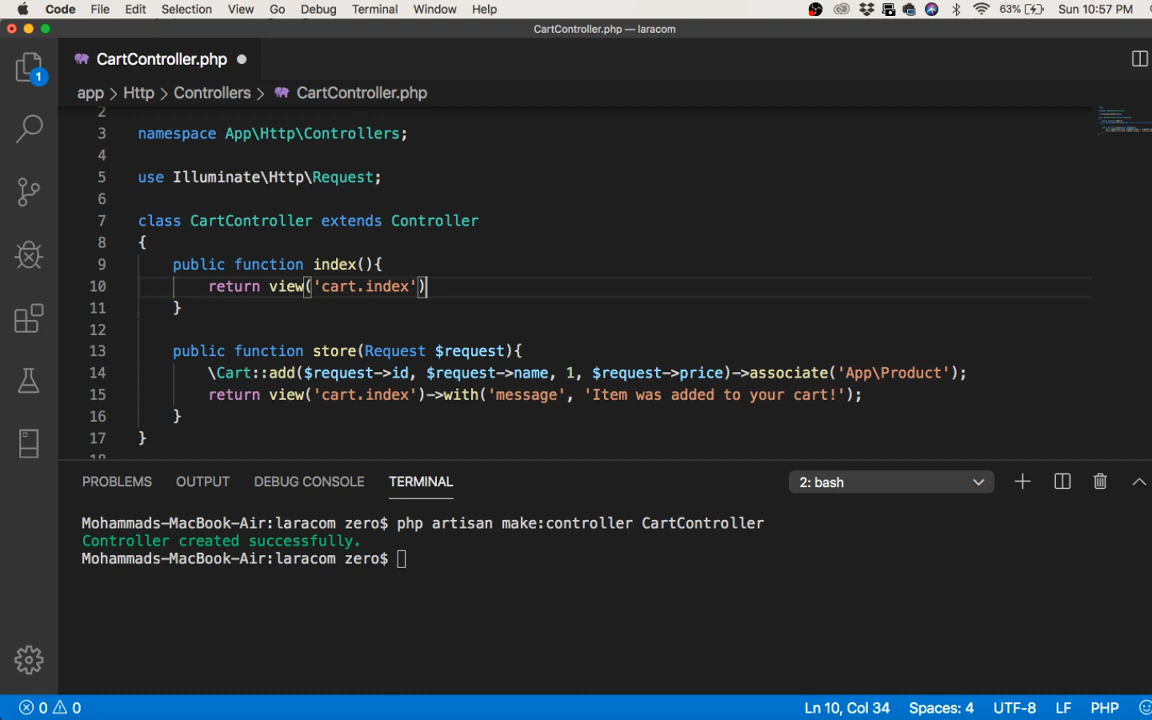 Code File Edit Selection View Go Debug Terminal Window Help 63% Sun 10:57 PM
CartController.php — laracom
1
CartController.php
app > Http > Controllers > CartController.php
2
3 namespace App\Http\Controllers;
4
5 use Illuminate\Http\Request;
6
7 class CartController extends Controller
8 {
9 public function index(){
10 return view('cart.index')
11 }
12
13 public function store(Request $request){
14 \Cart::add($request->id, $request->name, 1, $request->price)->associate('App\Product');
15 return view('cart.index')->with('message', 'Item was added to your cart!');
16 }
17 }
18
PROBLEMS OUTPUT DEBUG CONSOLE TERMINAL 2: bash
Mohammads-MacBook-Air:laracom zero$ php artisan make:controller CartController
Controller created successfully.
Mohammads-MacBook-Air:laracom zero$
0 0 Ln 10, Col 34 Spaces: 4 UTF-8 LF PHP